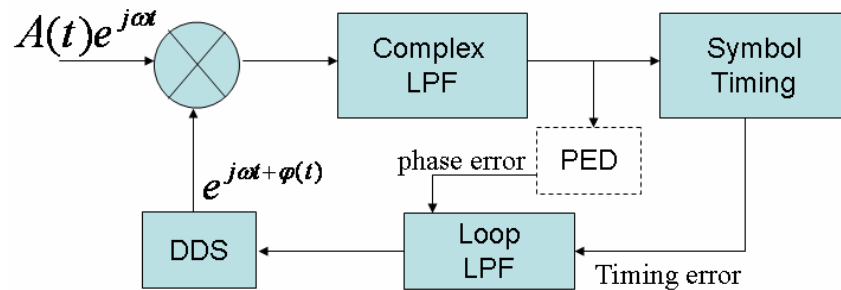 A(t)e^{jωt}
Complex
LPF
Symbol
Timing
PED
phase error
e^{jωt+φ(t)}
DDS
Loop
LPF
Timing error